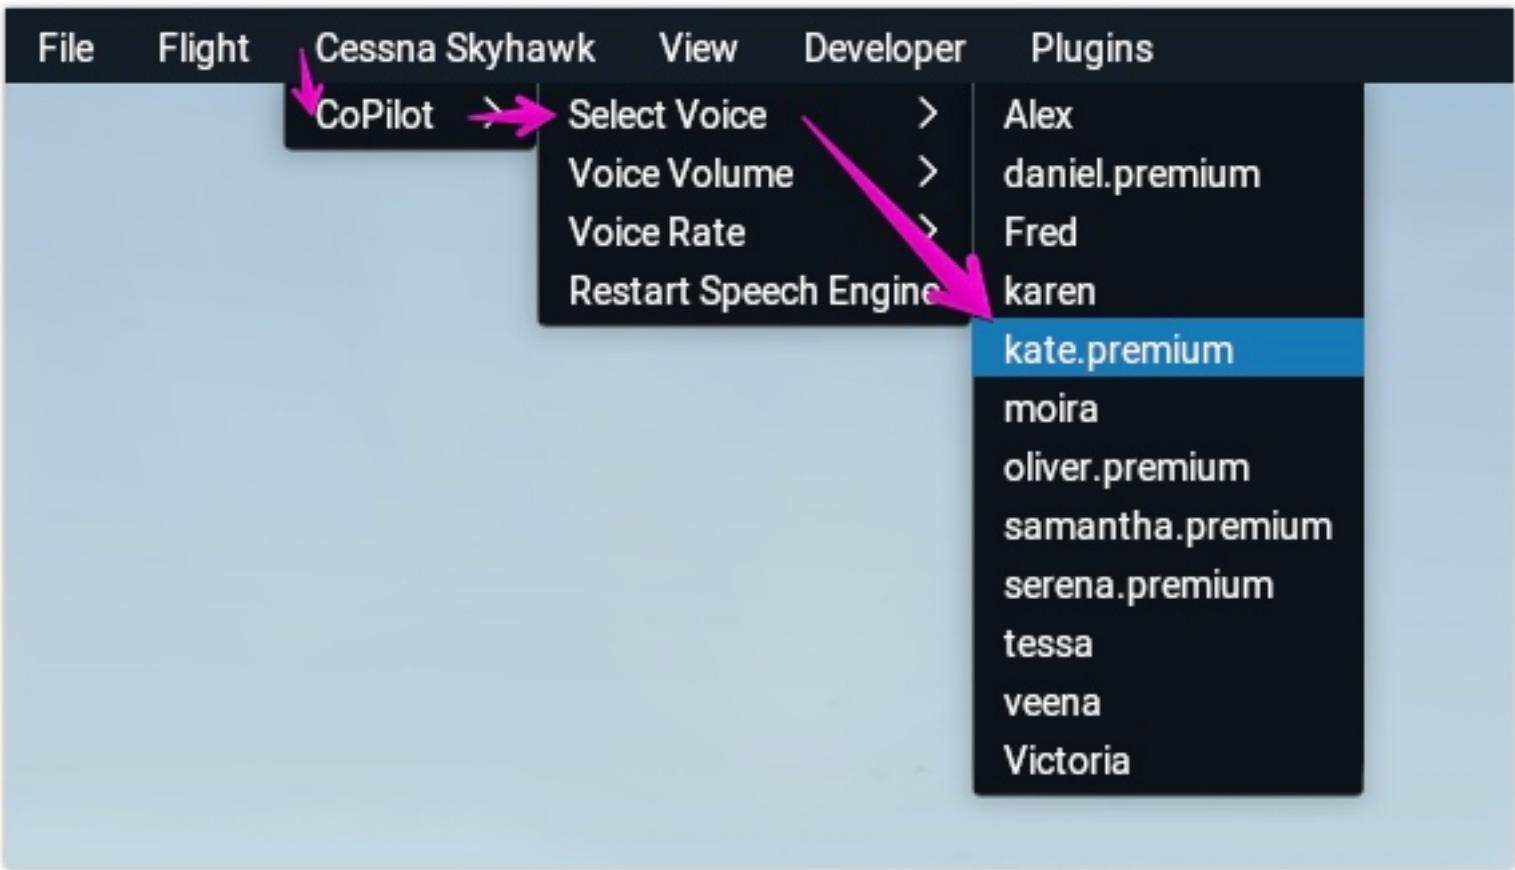 File Flight Cessna Skyhawk View Developer Plugins
CoPilot
Select Voice
Voice Volume
Voice Rate
Restart Speech Engine
Alex
daniel.premium
Fred
karen
kate.premium
moira
oliver.premium
samantha.premium
serena.premium
tessa
veena
Victoria